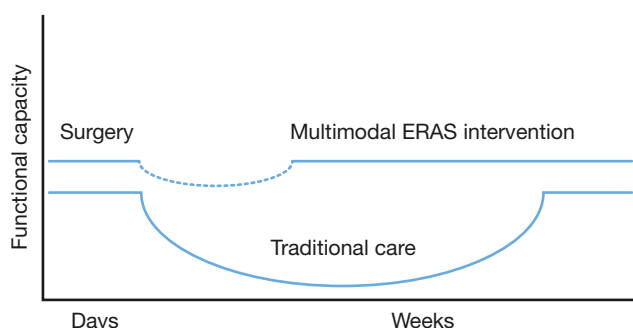 Functional capacity
Surgery
Multimodal ERAS intervention
Traditional care
Days
Weeks